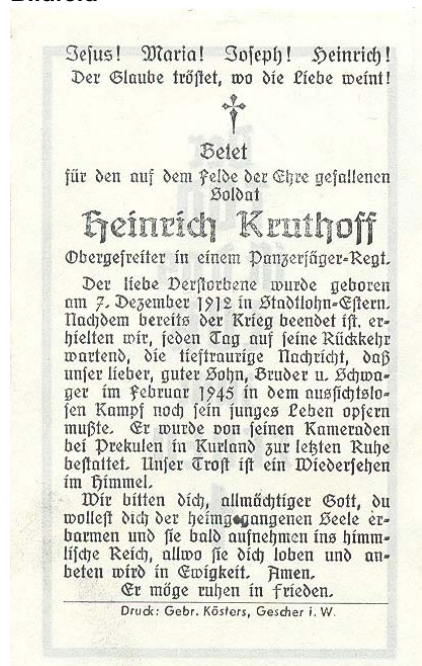 Jesus! Maria! Joseph! Heinrich!
Der Glaube tröstet, wo die Liebe weint!
Betet
für den auf dem Felde der Ehre gefallenen
Soldat
Heinrich Kruthoff
Obergefreiter in einem Panzerjäger-Regt.
Der liebe Verstorbene wurde geboren
am 7. Dezember 1912 in Stadtlohn-Estern.
Nachdem bereits der Krieg beendet ist. er-
hielten wir, jeden Tag auf seine Rückkehr
wartend, die tieftraurige Nachricht, daß
unser lieber, guter Sohn, Bruder u. Schwa-
ger im Februar 1945 in dem aussichtslo-
sen Kampf noch sein junges Leben opfern
mußte. Er wurde von seinen Kameraden
bei Prekulen in Kurland zur letzten Ruhe
bestattet. Unser Trost ist ein Wiedersehen
im Himmel.
Wir bitten dich, allmächtiger Gott, du
wollest dich der heimgegangenen Seele er-
barmen und sie bald aufnehmen ins himm-
lische Reich, allwo sie dich loben und an-
beten wird in Ewigkeit. Amen.
Er möge ruhen in Frieden.
Druck: Gebr. Kösters, Gescher i. W.